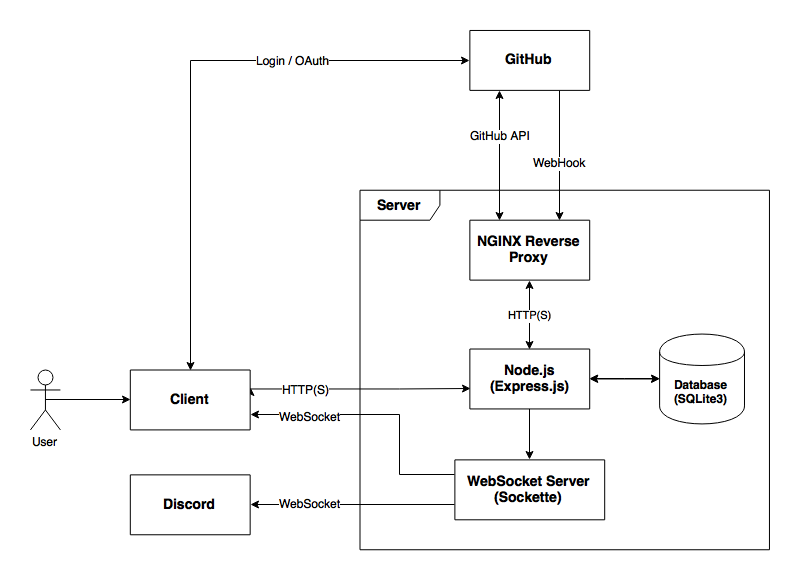 GitHub
Login / OAuth
GitHub API
WebHook
Server
NGINX Reverse
Proxy
HTTP(S)
Node.js
(Express.js)
Database
(SQLite3)
HTTP(S)
Client
WebSocket
User
WebSocket Server
(Sockette)
Discord
WebSocket